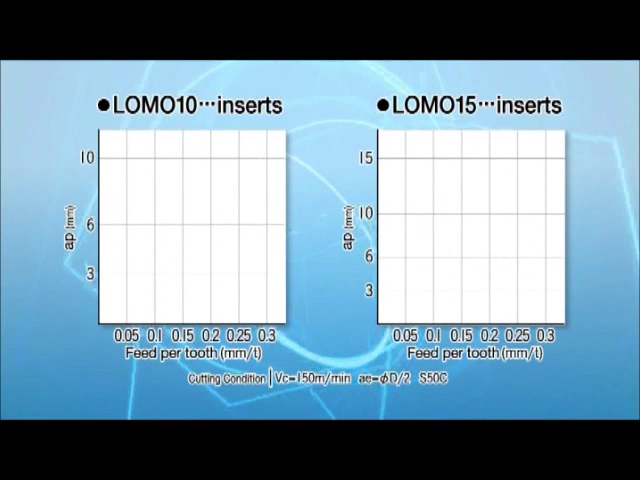 ●LOMO10…inserts
10
6
3
ap (mm)
0.05 0.1 0.15 0.2 0.25 0.3
Feed per tooth (mm/t)
●LOMO15…inserts
15
10
6
3
ap (mm)
0.05 0.1 0.15 0.2 0.25 0.3
Feed per tooth (mm/t)
Cutting Condition | Vc=150m/min ae=φD/2 S50C